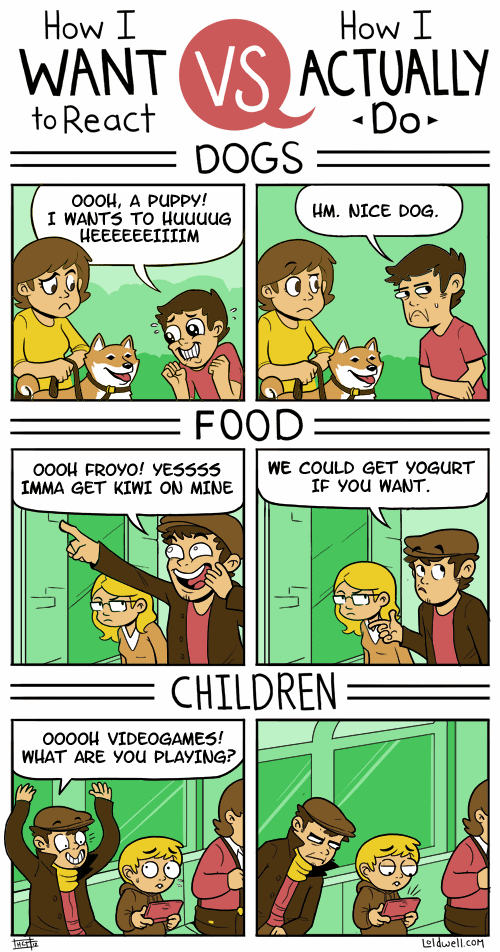 How I
WANT
to React
VS
How I
ACTUALLY
Do
DOGS
OOOH, A PUPPY!
I WANTS TO HUUUUG
HEEEEEEIIIIM
HM. NICE DOG.
FOOD
OOOH FROYO! YESSSS
IMMA GET KIWI ON MINE
WE COULD GET YOGURT
IF YOU WANT.
CHILDREN
OOOOH VIDEOGAMES!
WHAT ARE YOU PLAYING?
Loldwell.com